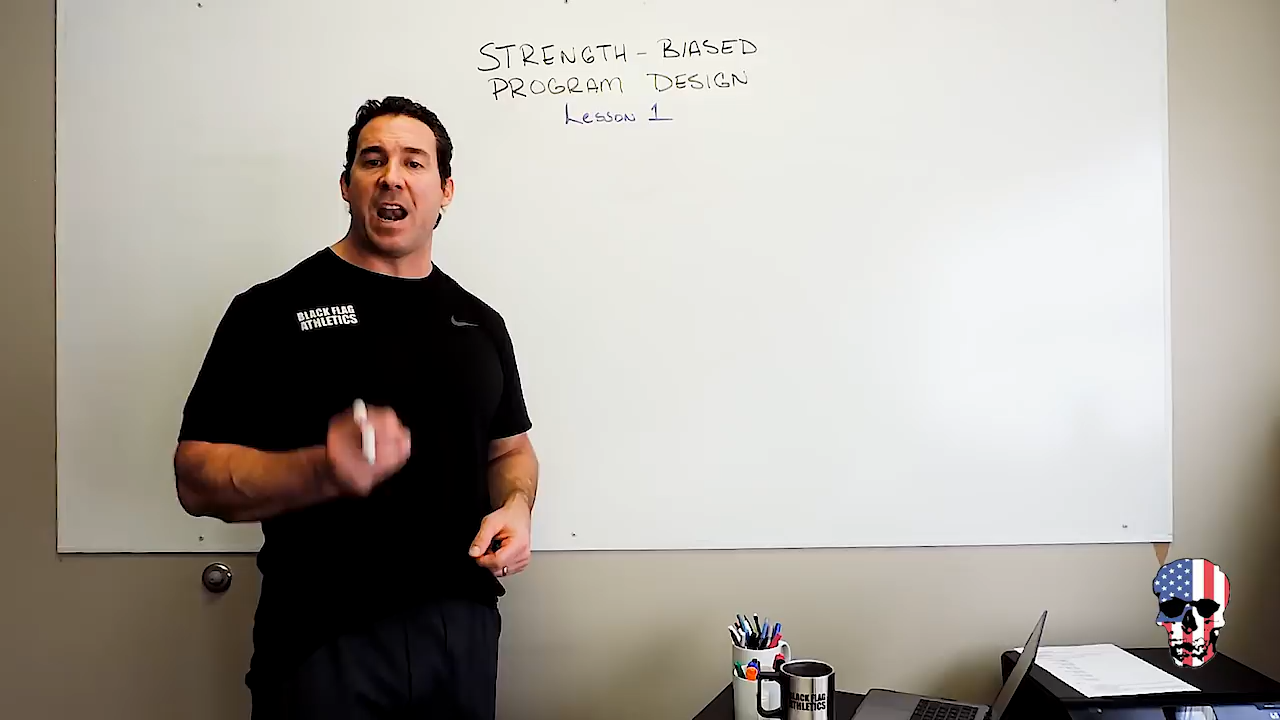 STRENGTH - BIASED
PROGRAM DESIGN
Lesson 1
BLACK FLAG
ATHLETICS
BLACK FLAG
ATHLETICS